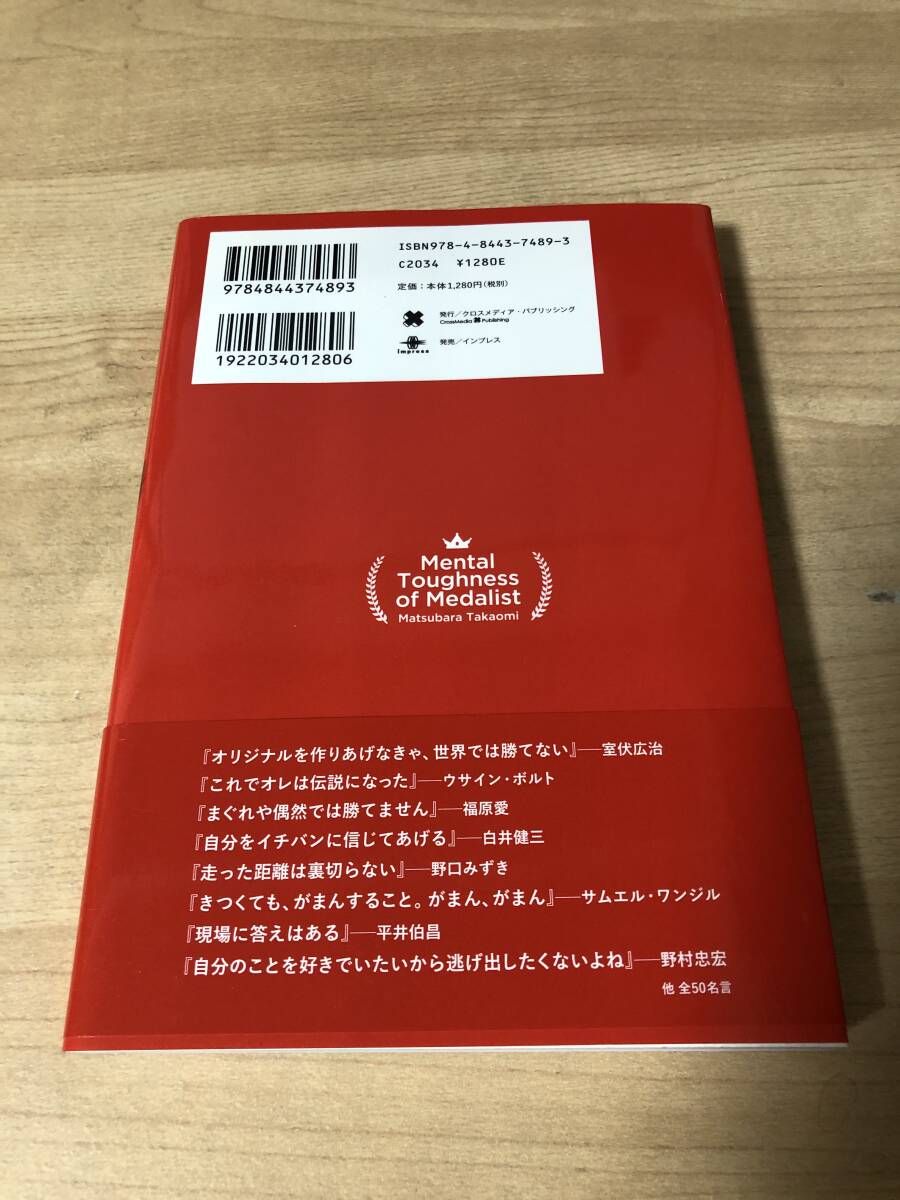 ISBN978-4-8443-7489-3
C2034 ¥1280E
定価：本体1,280円（税別）
発行／クロスメディア・パブリッシング
CrossMedia Publishing
発売／インプレス
impress
9784844374893
1922034012806
Mental
Toughness
of Medalist
Matsubara Takaomi
『オリジナルを作りあげなきゃ、世界では勝てない』──室伏広治
『これでオレは伝説になった』──ウサイン・ボルト
『まぐれや偶然では勝てません』──福原愛
『自分をイチバンに信じてあげる』──白井健三
『走った距離は裏切らない』──野口みずき
『きつくても、がまんすること。がまん、がまん』──サムエル・ワンジル
『現場に答えはある』──平井伯昌
『自分のことを好きでいたいから逃げ出したくないよね』──野村忠宏
他 全50名言